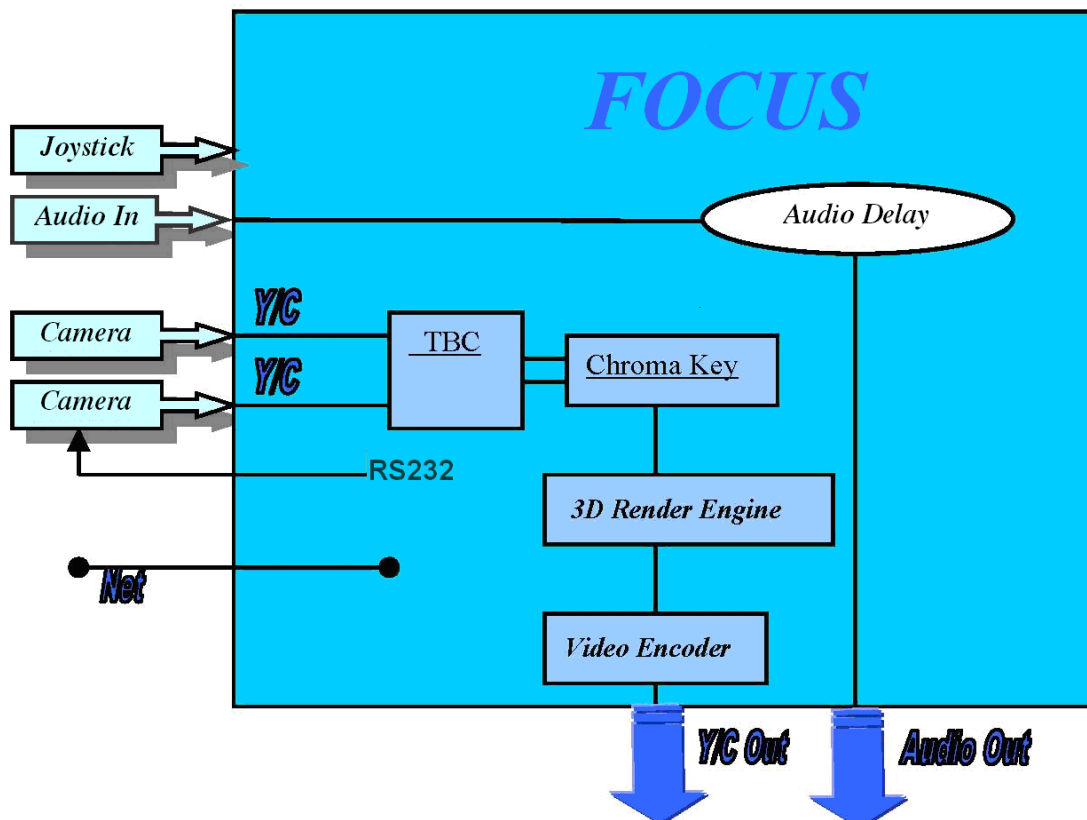 FOCUS
Joystick
Audio In
Audio Delay
Y/C
Camera
TBC
Chroma Key
Y/C
Camera
RS232
3D Render Engine
Net
Video Encoder
Y/C Out
Audio Out